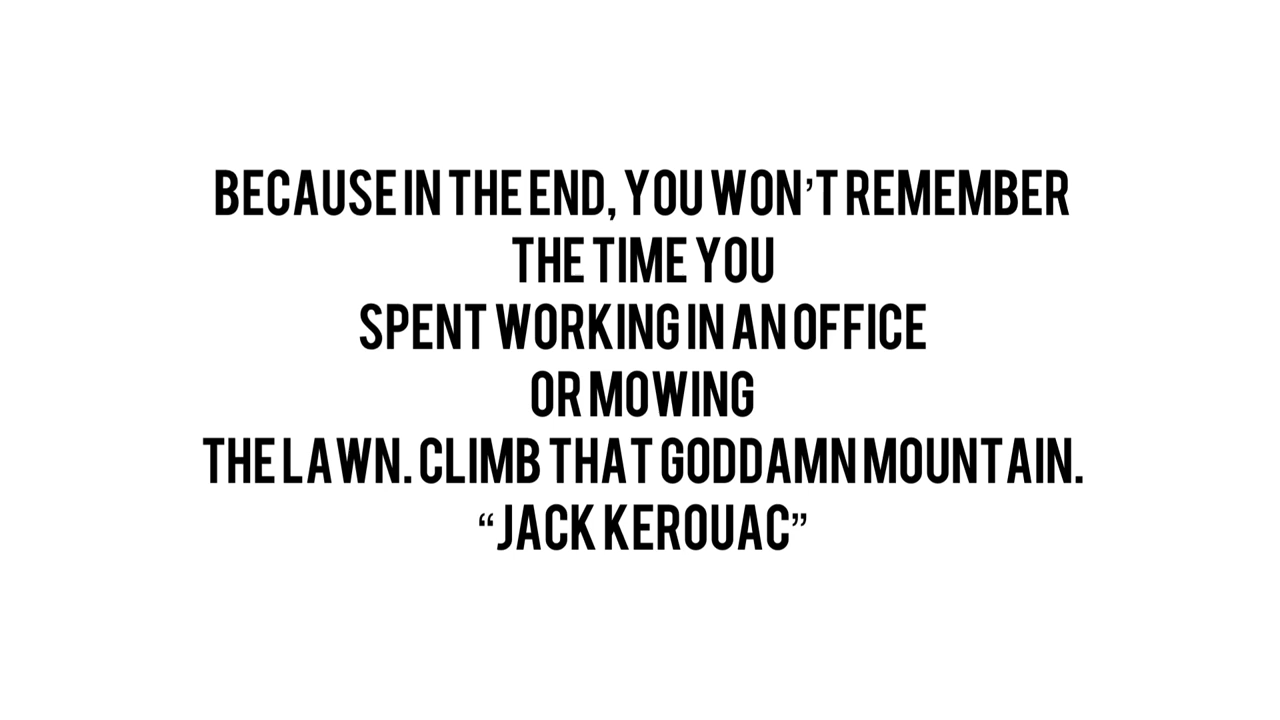 BECAUSE IN THE END, YOU WON'T REMEMBER
THE TIME YOU
SPENT WORKING IN AN OFFICE
OR MOWING
THE LAWN. CLIMB THAT GODDAMN MOUNTAIN.
“JACK KEROUAC”